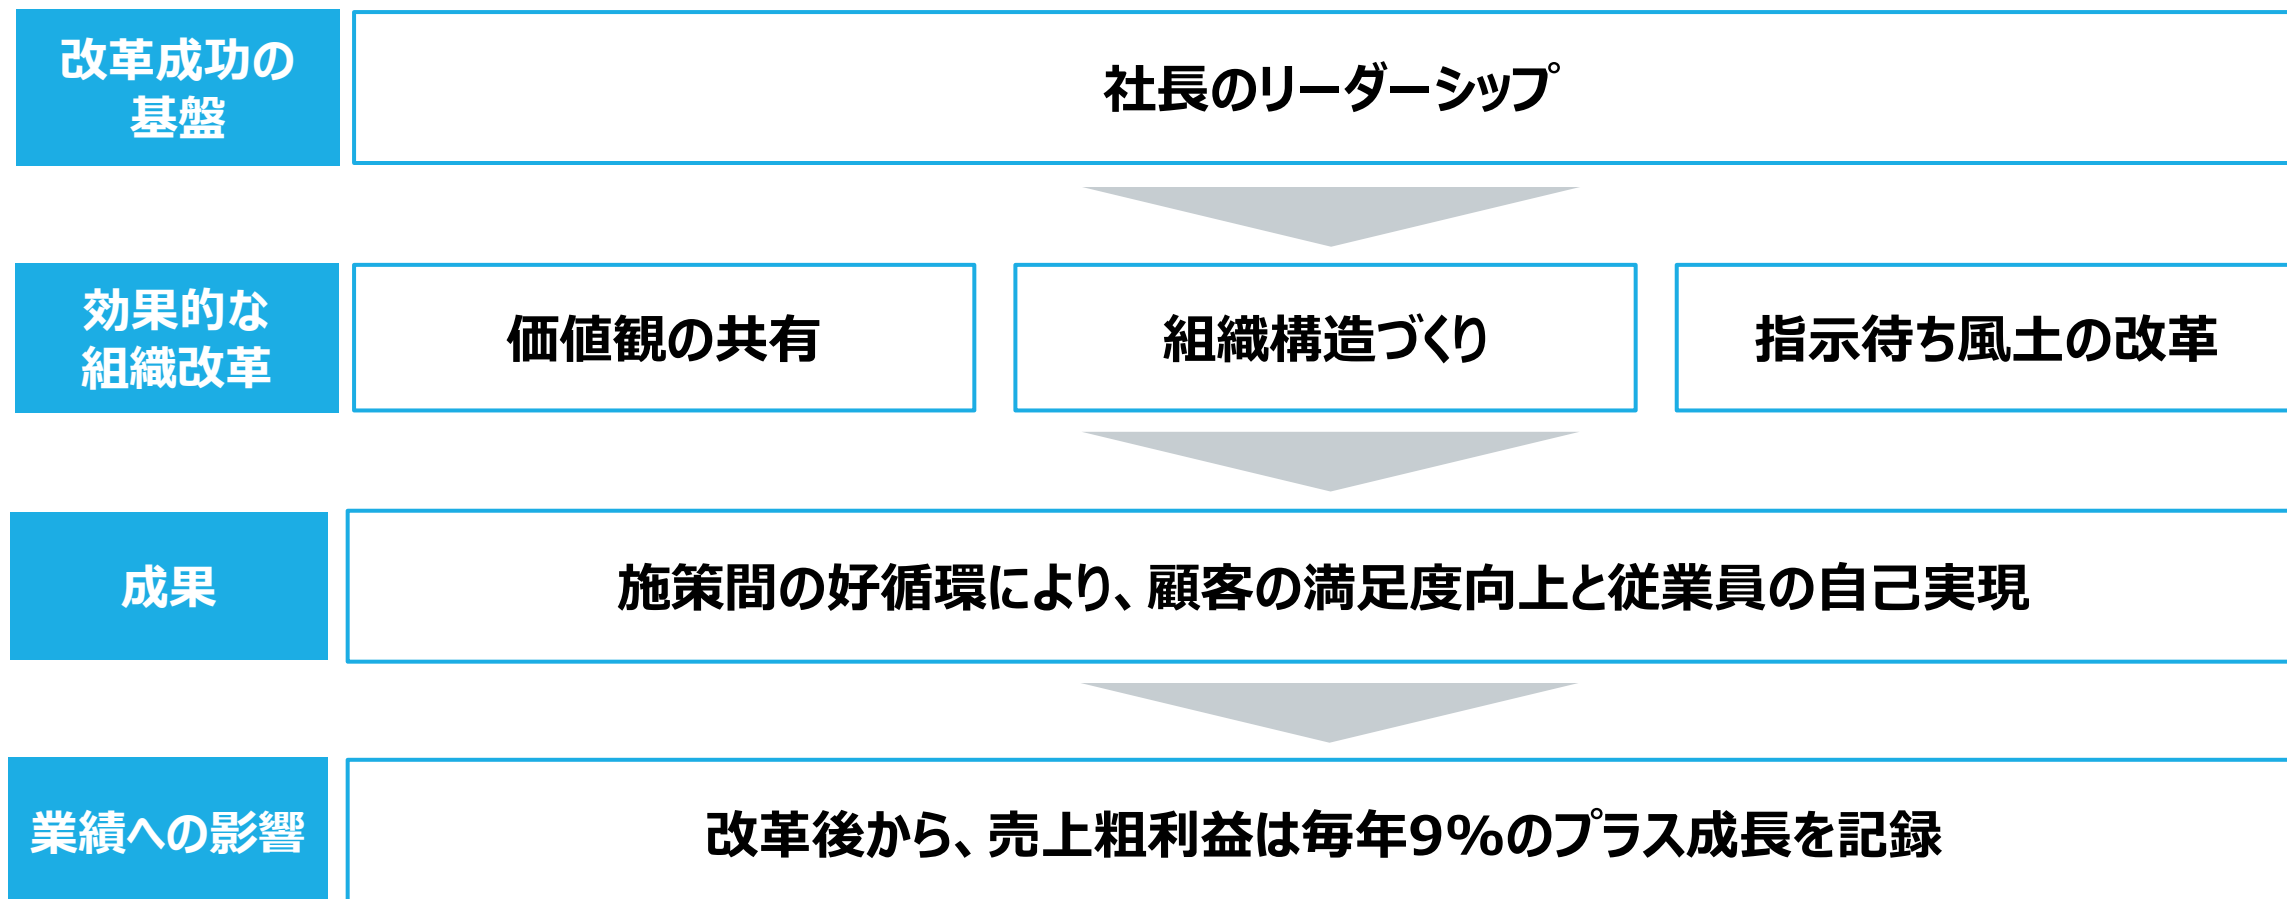 改革成功の
基盤
社長のリーダーシップ
効果的な
組織改革
価値観の共有
組織構造づくり
指示待ち風土の改革
成果
施策間の好循環により、顧客の満足度向上と従業員の自己実現
業績への影響
改革後から、売上粗利益は毎年9%のプラス成長を記録